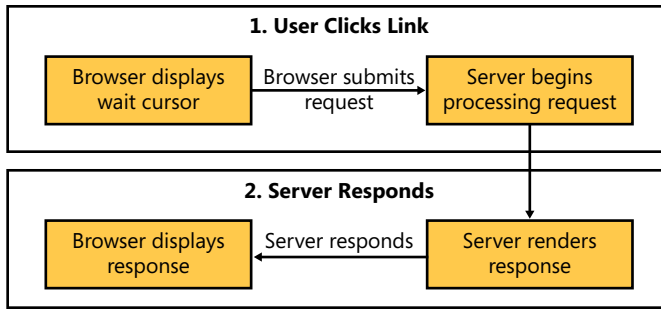 1. User Clicks Link
Browser displays
wait cursor
Browser submits
request
Server begins
processing request
2. Server Responds
Browser displays
response
Server responds
Server renders
response